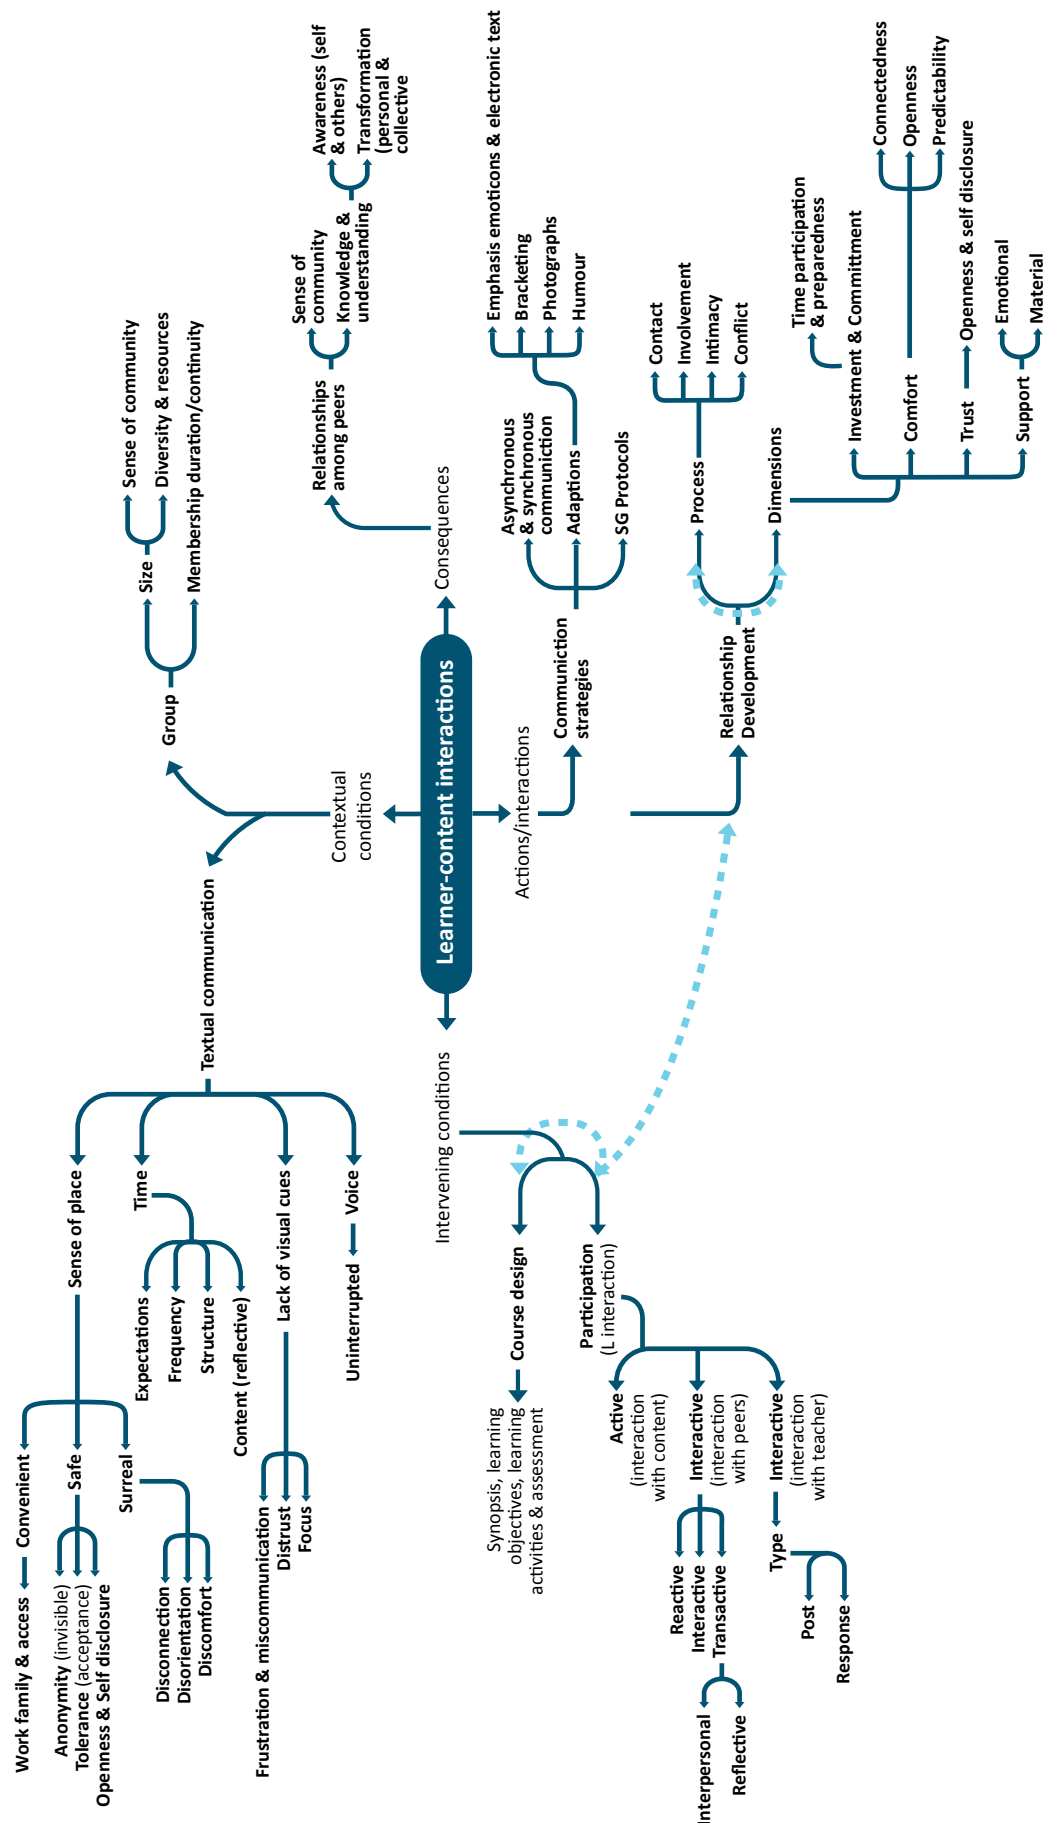 Work family & access
Convenient
Anonymity (invisible)
Tolerance (acceptance)
Openness & Self disclosure
Safe
Surreal
Disconnection
Disorientation
Discomfort
Sense of place
Time
Expectations
Frequency
Structure
Content (reflective)
Lack of visual cues
Frustration & miscommunication
Distrust
Focus
Voice
Uninterrupted
Textual communication
Group
Size
Sense of community
Diversity & resources
Membership duration/continuity
Contextual
conditions
Learner-content interactions
Consequences
Relationships
among peers
Sense of
community
Knowledge &
understanding
Awareness (self
& others)
Transformation
(personal &
collective
Intervening conditions
Course design
Synopsis, learning
objectives, learning
activities & assessment
Participation
(L interaction)
Active
(interaction
with content)
Interactive
(interaction
with peers)
Reactive
Interactive
Transactive
Interpersonal
Reflective
Interactive
(interaction
with teacher)
Type
Post
Response
Actions/interactions
Communiction
strategies
Asynchronous
& synchronous
communiction
Adaptions
Emphasis emoticons & electronic text
Bracketing
Photographs
Humour
SG Protocols
Relationship
Development
Process
Contact
Involvement
Intimacy
Conflict
Dimensions
Investment & Committment
Time participation
& preparedness
Comfort
Connectedness
Openness
Predictability
Trust
Openness & self disclosure
Support
Emotional
Material